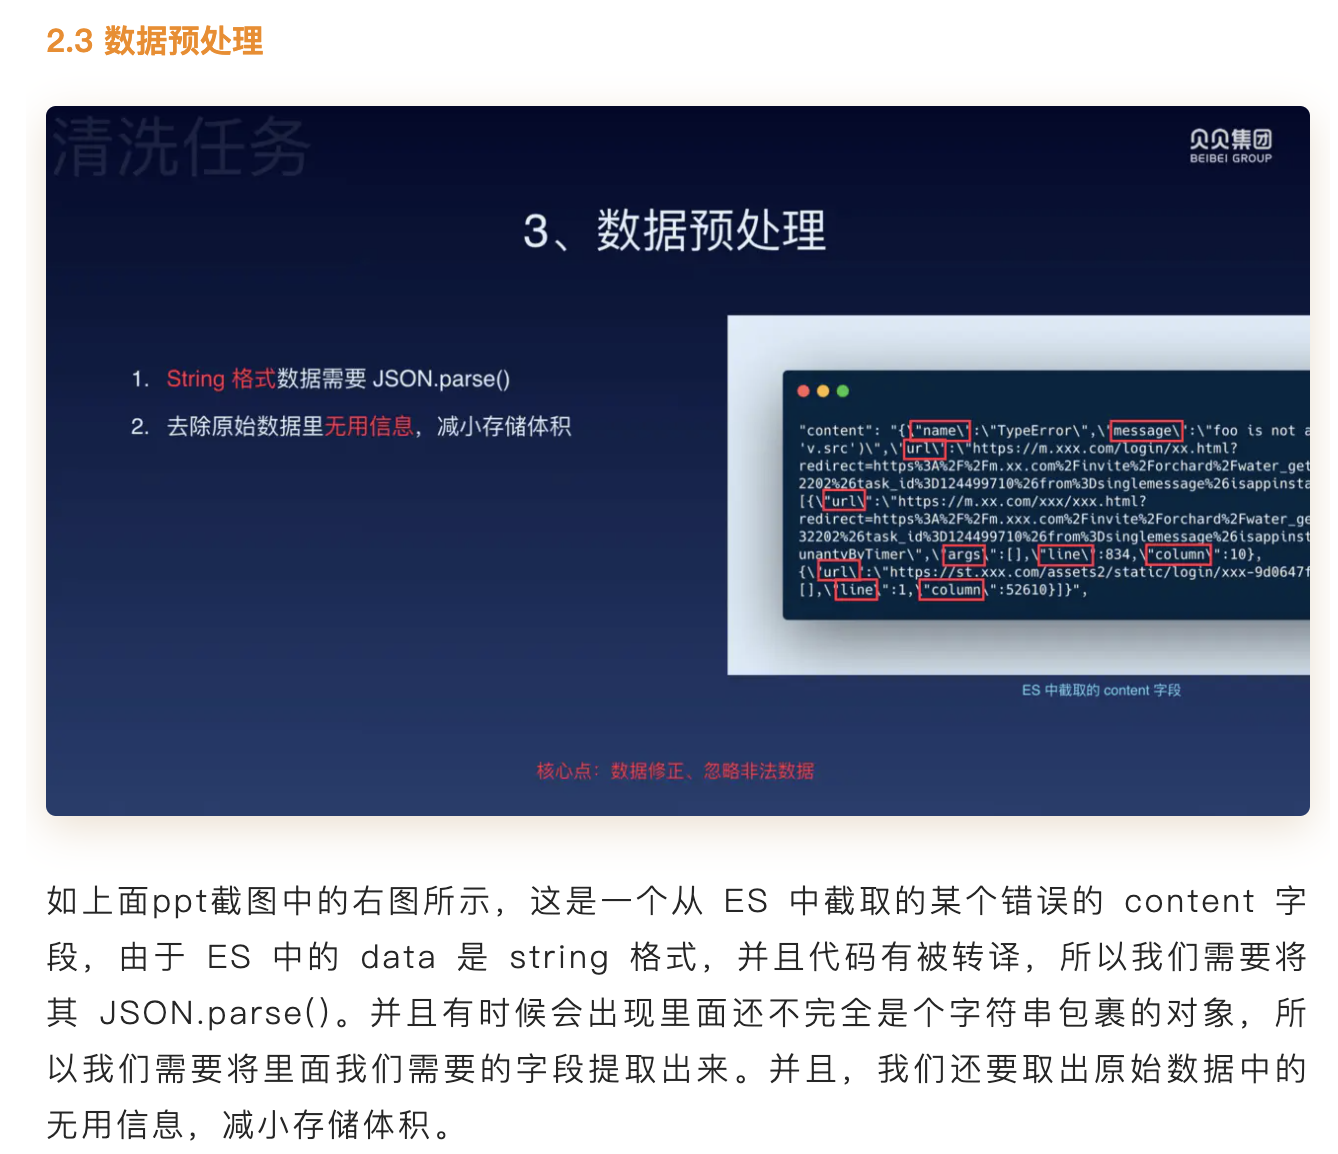 2.3 数据预处理
清洗任务
贝贝集团
BEIBEI GROUP
3、数据预处理
1. String 格式数据需要 JSON.parse()
2. 去除原始数据里无用信息，减小存储体积
"content": "{\"name\":\"TypeError\",\"message\":\"foo is not a
'v.src')\",\"url\":\"https://m.xxx.com/login/xx.html?
redirect=https%3A%2F%2Fm.xx.com%2Finvite%2Forchard%2Fwater_get
2202%26task_id%3D124499710%26from%3Dsinglemessage%26isappinsta
[{\"url\":\"https://m.xx.com/xxx/xxx.html?
redirect=https%3A%2F%2Fm.xxx.com%2Finvite%2Forchard%2Fwater_ge
32202%26task_id%3D124499710%26from%3Dsinglemessage%26isappinst
unantyByTimer\",\"args\":[],\"line\":834,\"column\":10},
{\"url\":\"https://st.xxx.com/assets2/static/login/xxx-9d0647f
[],\"line\":1,\"column\":52610}]}",
ES 中截取的 content 字段
核心点：数据修正、忽略非法数据
如上面ppt截图中的右图所示，这是一个从 ES 中截取的某个错误的 content 字
段，由于 ES 中的 data 是 string 格式，并且代码有被转译，所以我们需要将
其 JSON.parse()。并且有时候会出现里面还不完全是个字符串包裹的对象，所
以我们需要将里面我们需要的字段提取出来。并且，我们还要取出原始数据中的
无用信息，减小存储体积。